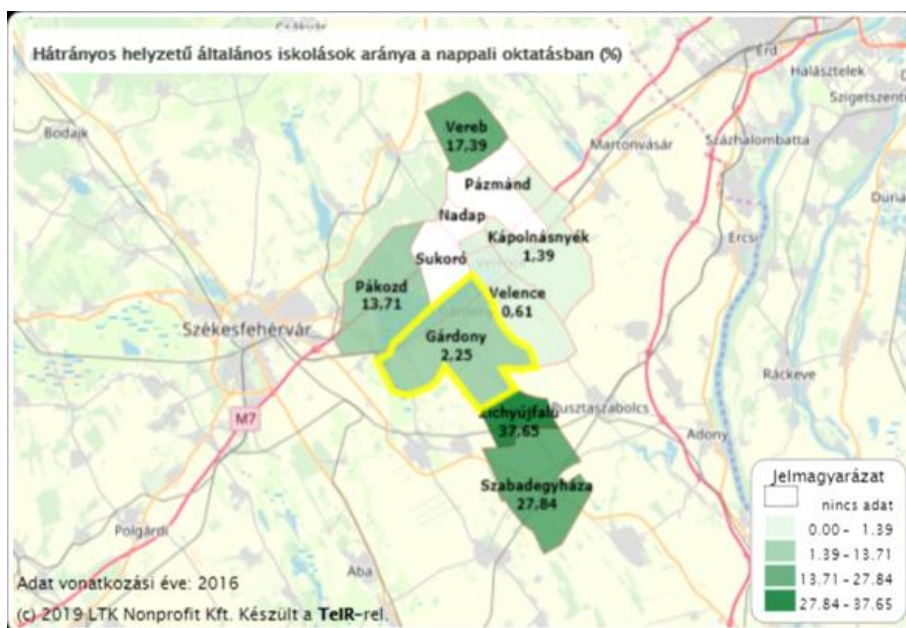 Hátrányos helyzetű általános iskolások aránya a nappali oktatásban (%)
Érd
Halásztelek
Szigetszent
Bodajk
Vereb
17,39
Martonvásár
Százhalombatta
Pázmánd
Nadap
Kápolnásnyék
1,39
Ercsi
Sukoró
Velence
Pákozd
13,71
Velence
0,61
Székesfehérvár
Gárdony
Gárdony
2,25
Ráckeve
M7
Zichyújfalu
37,65
Pusztaszabolcs
Adony
Szabadegyháza
27,84
Polgárdi
Aba
Jelmagyarázat
nincs adat
0.00 - 1.39
1.39 - 13.71
13.71 - 27.84
27.84 - 37.65
Adat vonatkozási éve: 2016
(c) 2019 LTK Nonprofit Kft. Készült a TeIR-rel.